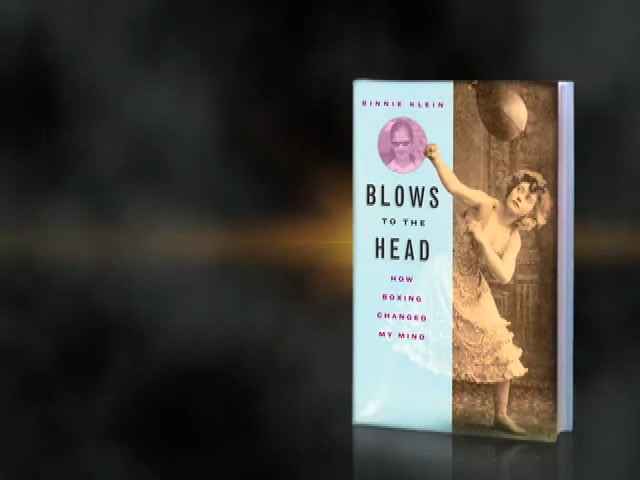 BINNIE KLEIN
BLOWS
TO THE
HEAD
HOW
BOXING
CHANGED
MY MIND